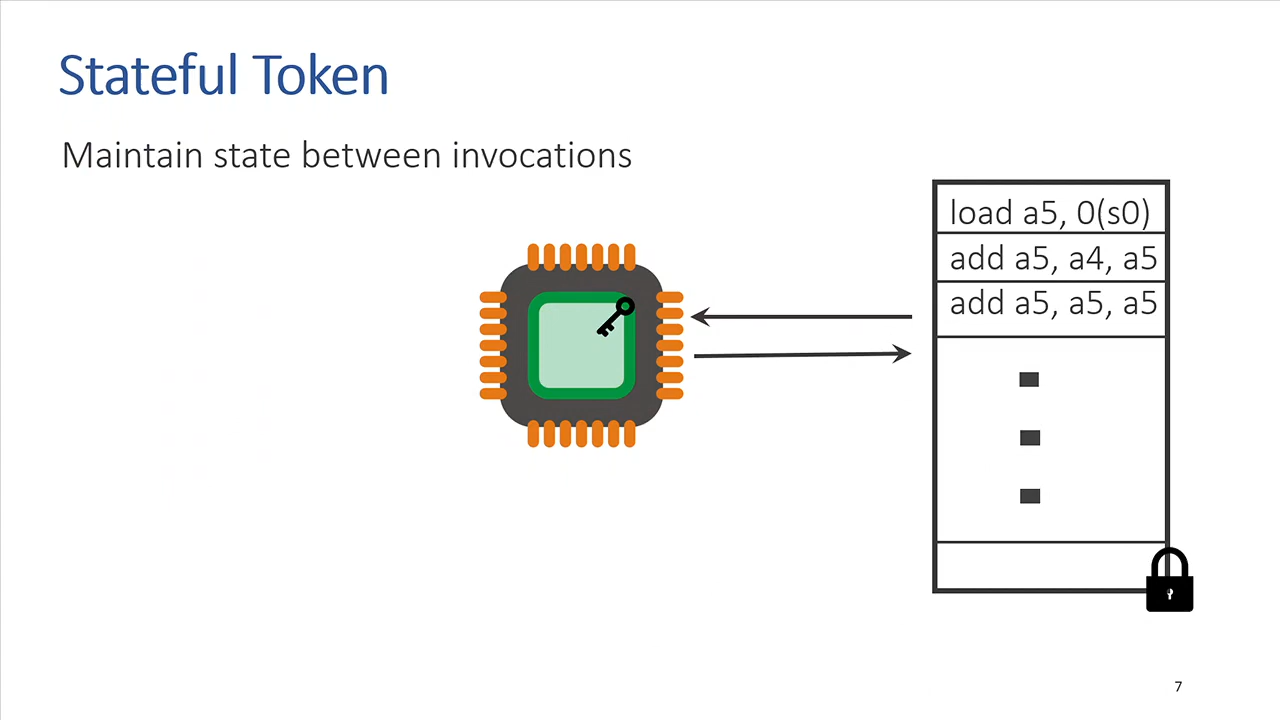 Stateful Token
Maintain state between invocations
load a5, 0(s0)
add a5, a4, a5
add a5, a5, a5
7